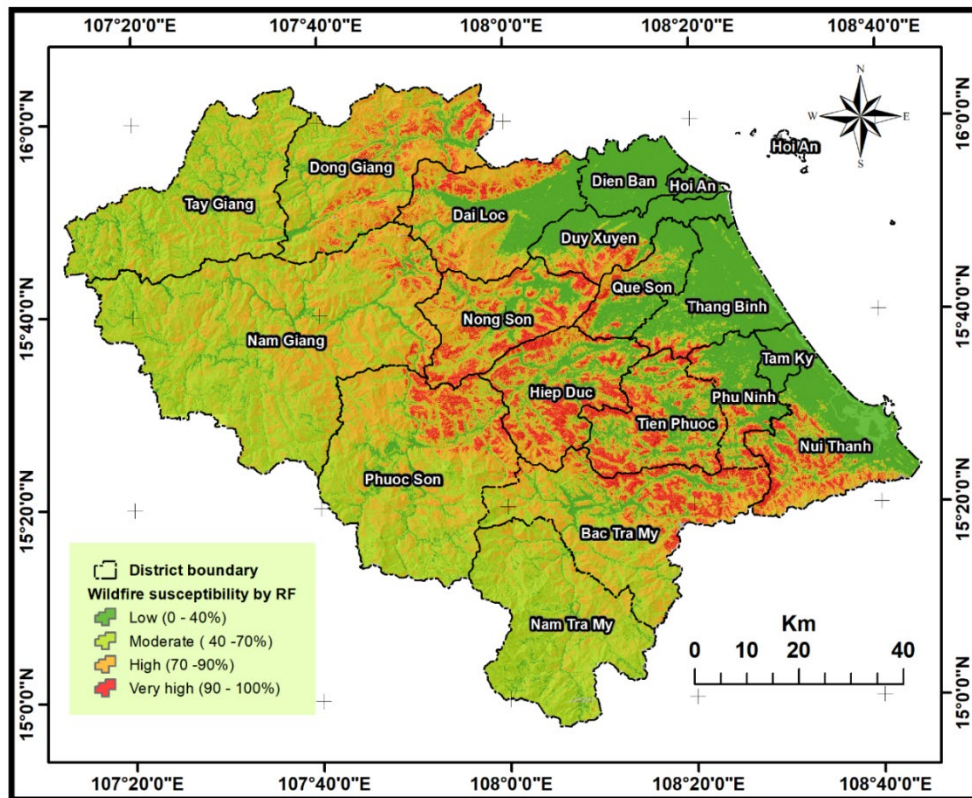 107°20'0"E 107°40'0"E 108°0'0"E 108°20'0"E 108°40'0"E
16°0'0"N
15°40'0"N
15°20'0"N
15°0'0"N
N
W E
S
Hoi An
Dong Giang
Dien Ban
Hoi An
Tay Giang
Dai Loc
Duy Xuyen
Que Son
Thang Binh
Nong Son
Nam Giang
Tam Ky
Hiep Duc
Phu Ninh
Tien Phuoc
Nui Thanh
Phuoc Son
Bac Tra My
Nam Tra My
District boundary
Wildfire susceptibility by RF
Low (0 - 40%)
Moderate ( 40 -70%)
High (70 -90%)
Very high (90 - 100%)
Km
0 10 20 40
16°0'0"N
15°40'0"N
15°20'0"N
15°0'0"N
107°20'0"E 107°40'0"E 108°0'0"E 108°20'0"E 108°40'0"E